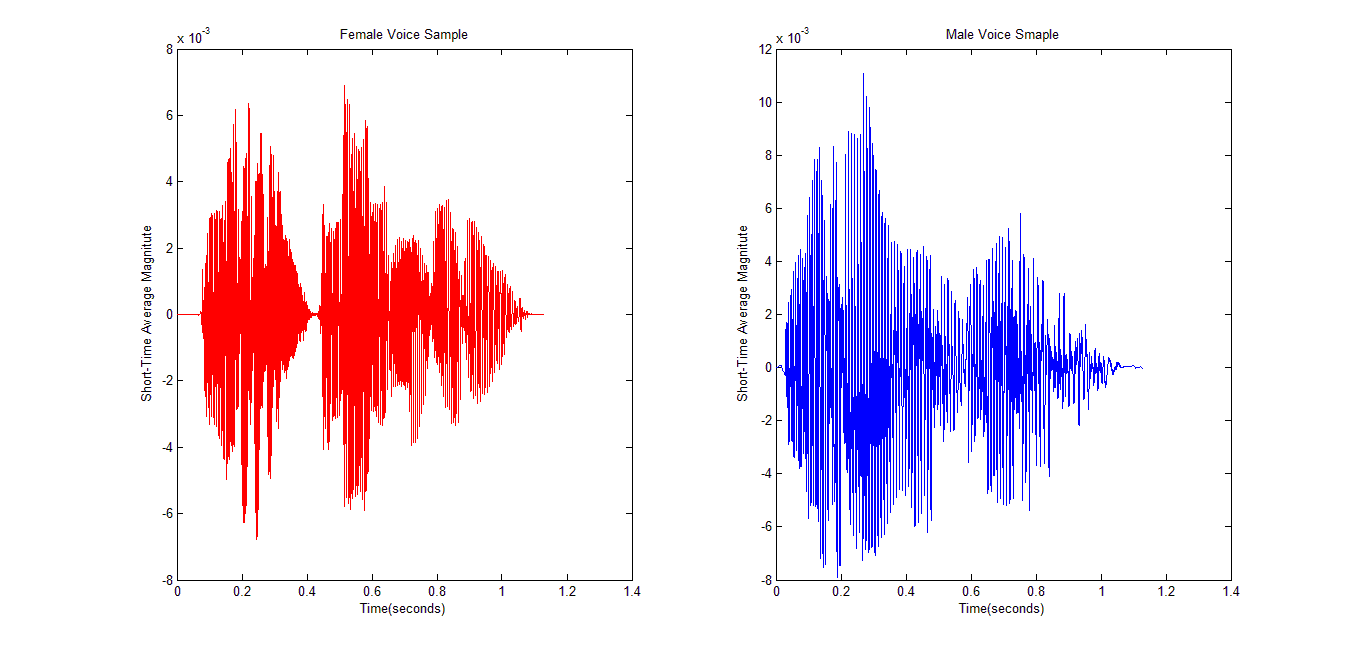 Female Voice Sample
x 10^-3
8
6
4
2
0
-2
-4
-6
-8
Short-Time Average Magnitute
0 0.2 0.4 0.6 0.8 1 1.2 1.4
Time(seconds)
Male Voice Smaple
x 10^-3
12
10
8
6
4
2
0
-2
-4
-6
-8
Short-Time Average Magnitute
0 0.2 0.4 0.6 0.8 1 1.2 1.4
Time(seconds)